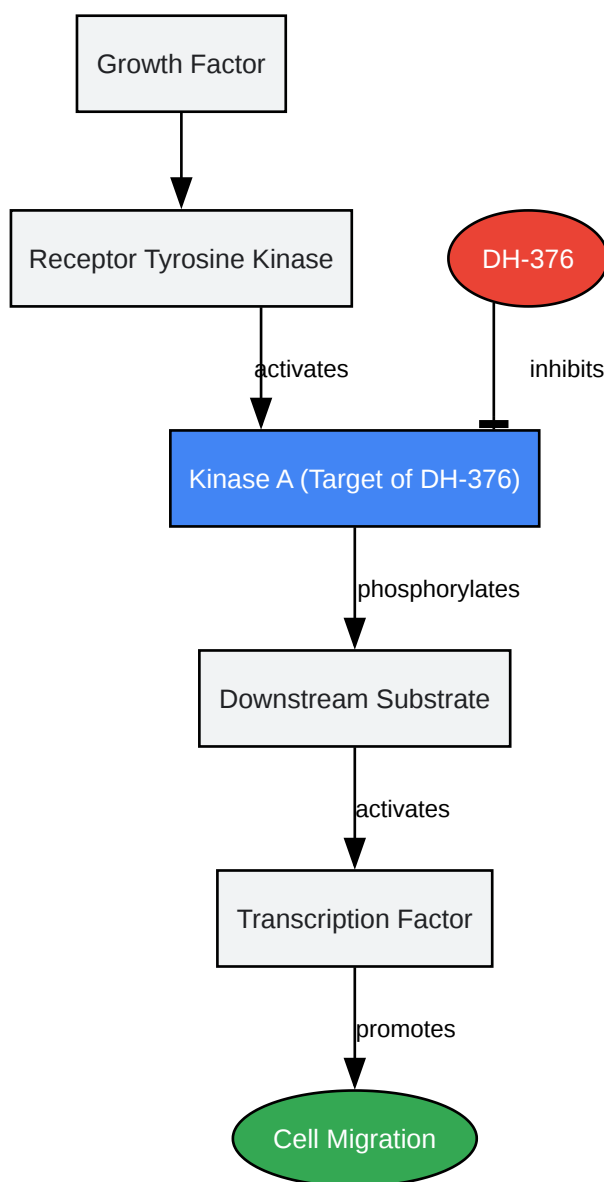 Growth Factor
Receptor Tyrosine Kinase
DH-376
activates
inhibits
Kinase A (Target of DH-376)
phosphorylates
Downstream Substrate
activates
Transcription Factor
promotes
Cell Migration